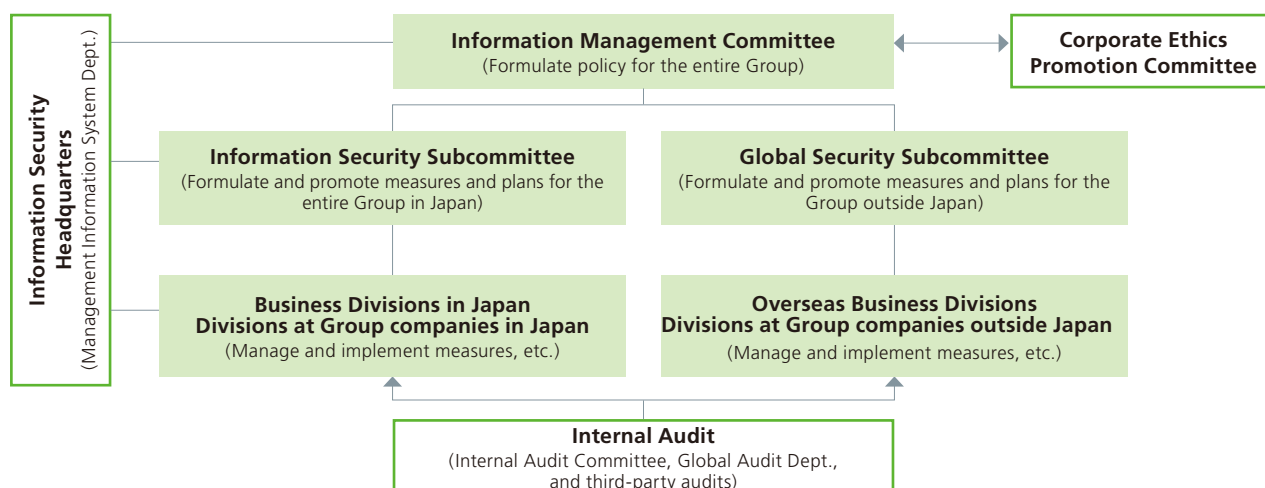 Information Security
Headquarters
(Management Information System Dept.)
Information Management Committee
(Formulate policy for the entire Group)
Corporate Ethics
Promotion Committee
Information Security Subcommittee
(Formulate and promote measures and plans for the
entire Group in Japan)
Global Security Subcommittee
(Formulate and promote measures and plans for the
Group outside Japan)
Business Divisions in Japan
Divisions at Group companies in Japan
(Manage and implement measures, etc.)
Overseas Business Divisions
Divisions at Group companies outside Japan
(Manage and implement measures, etc.)
Internal Audit
(Internal Audit Committee, Global Audit Dept.,
and third-party audits)